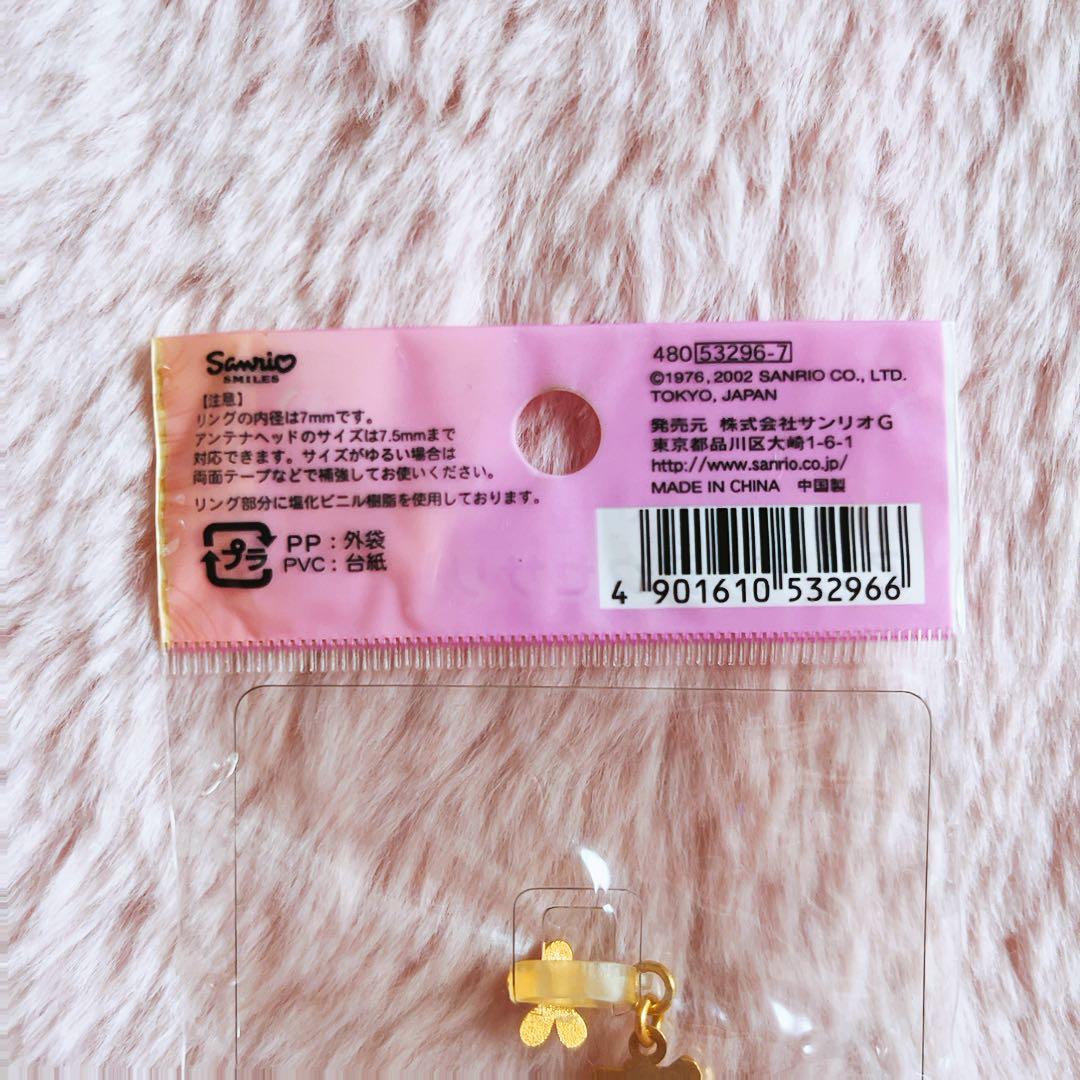 Sanrio
SMILES
【注意】
リングの内径は7mmです。
アンテナヘッドのサイズは7.5mmまで
対応できます。サイズがゆるい場合は
両面テープなどで補強してお使いください。
リング部分に塩化ビニル樹脂を使用しております。
プラ
PP：外袋
PVC：台紙
480 53296-7
©1976, 2002 SANRIO CO., LTD.
TOKYO, JAPAN
発売元 株式会社サンリオG
東京都品川区大崎1-6-1
http://www.sanrio.co.jp/
MADE IN CHINA 中国製
4 901610 532966